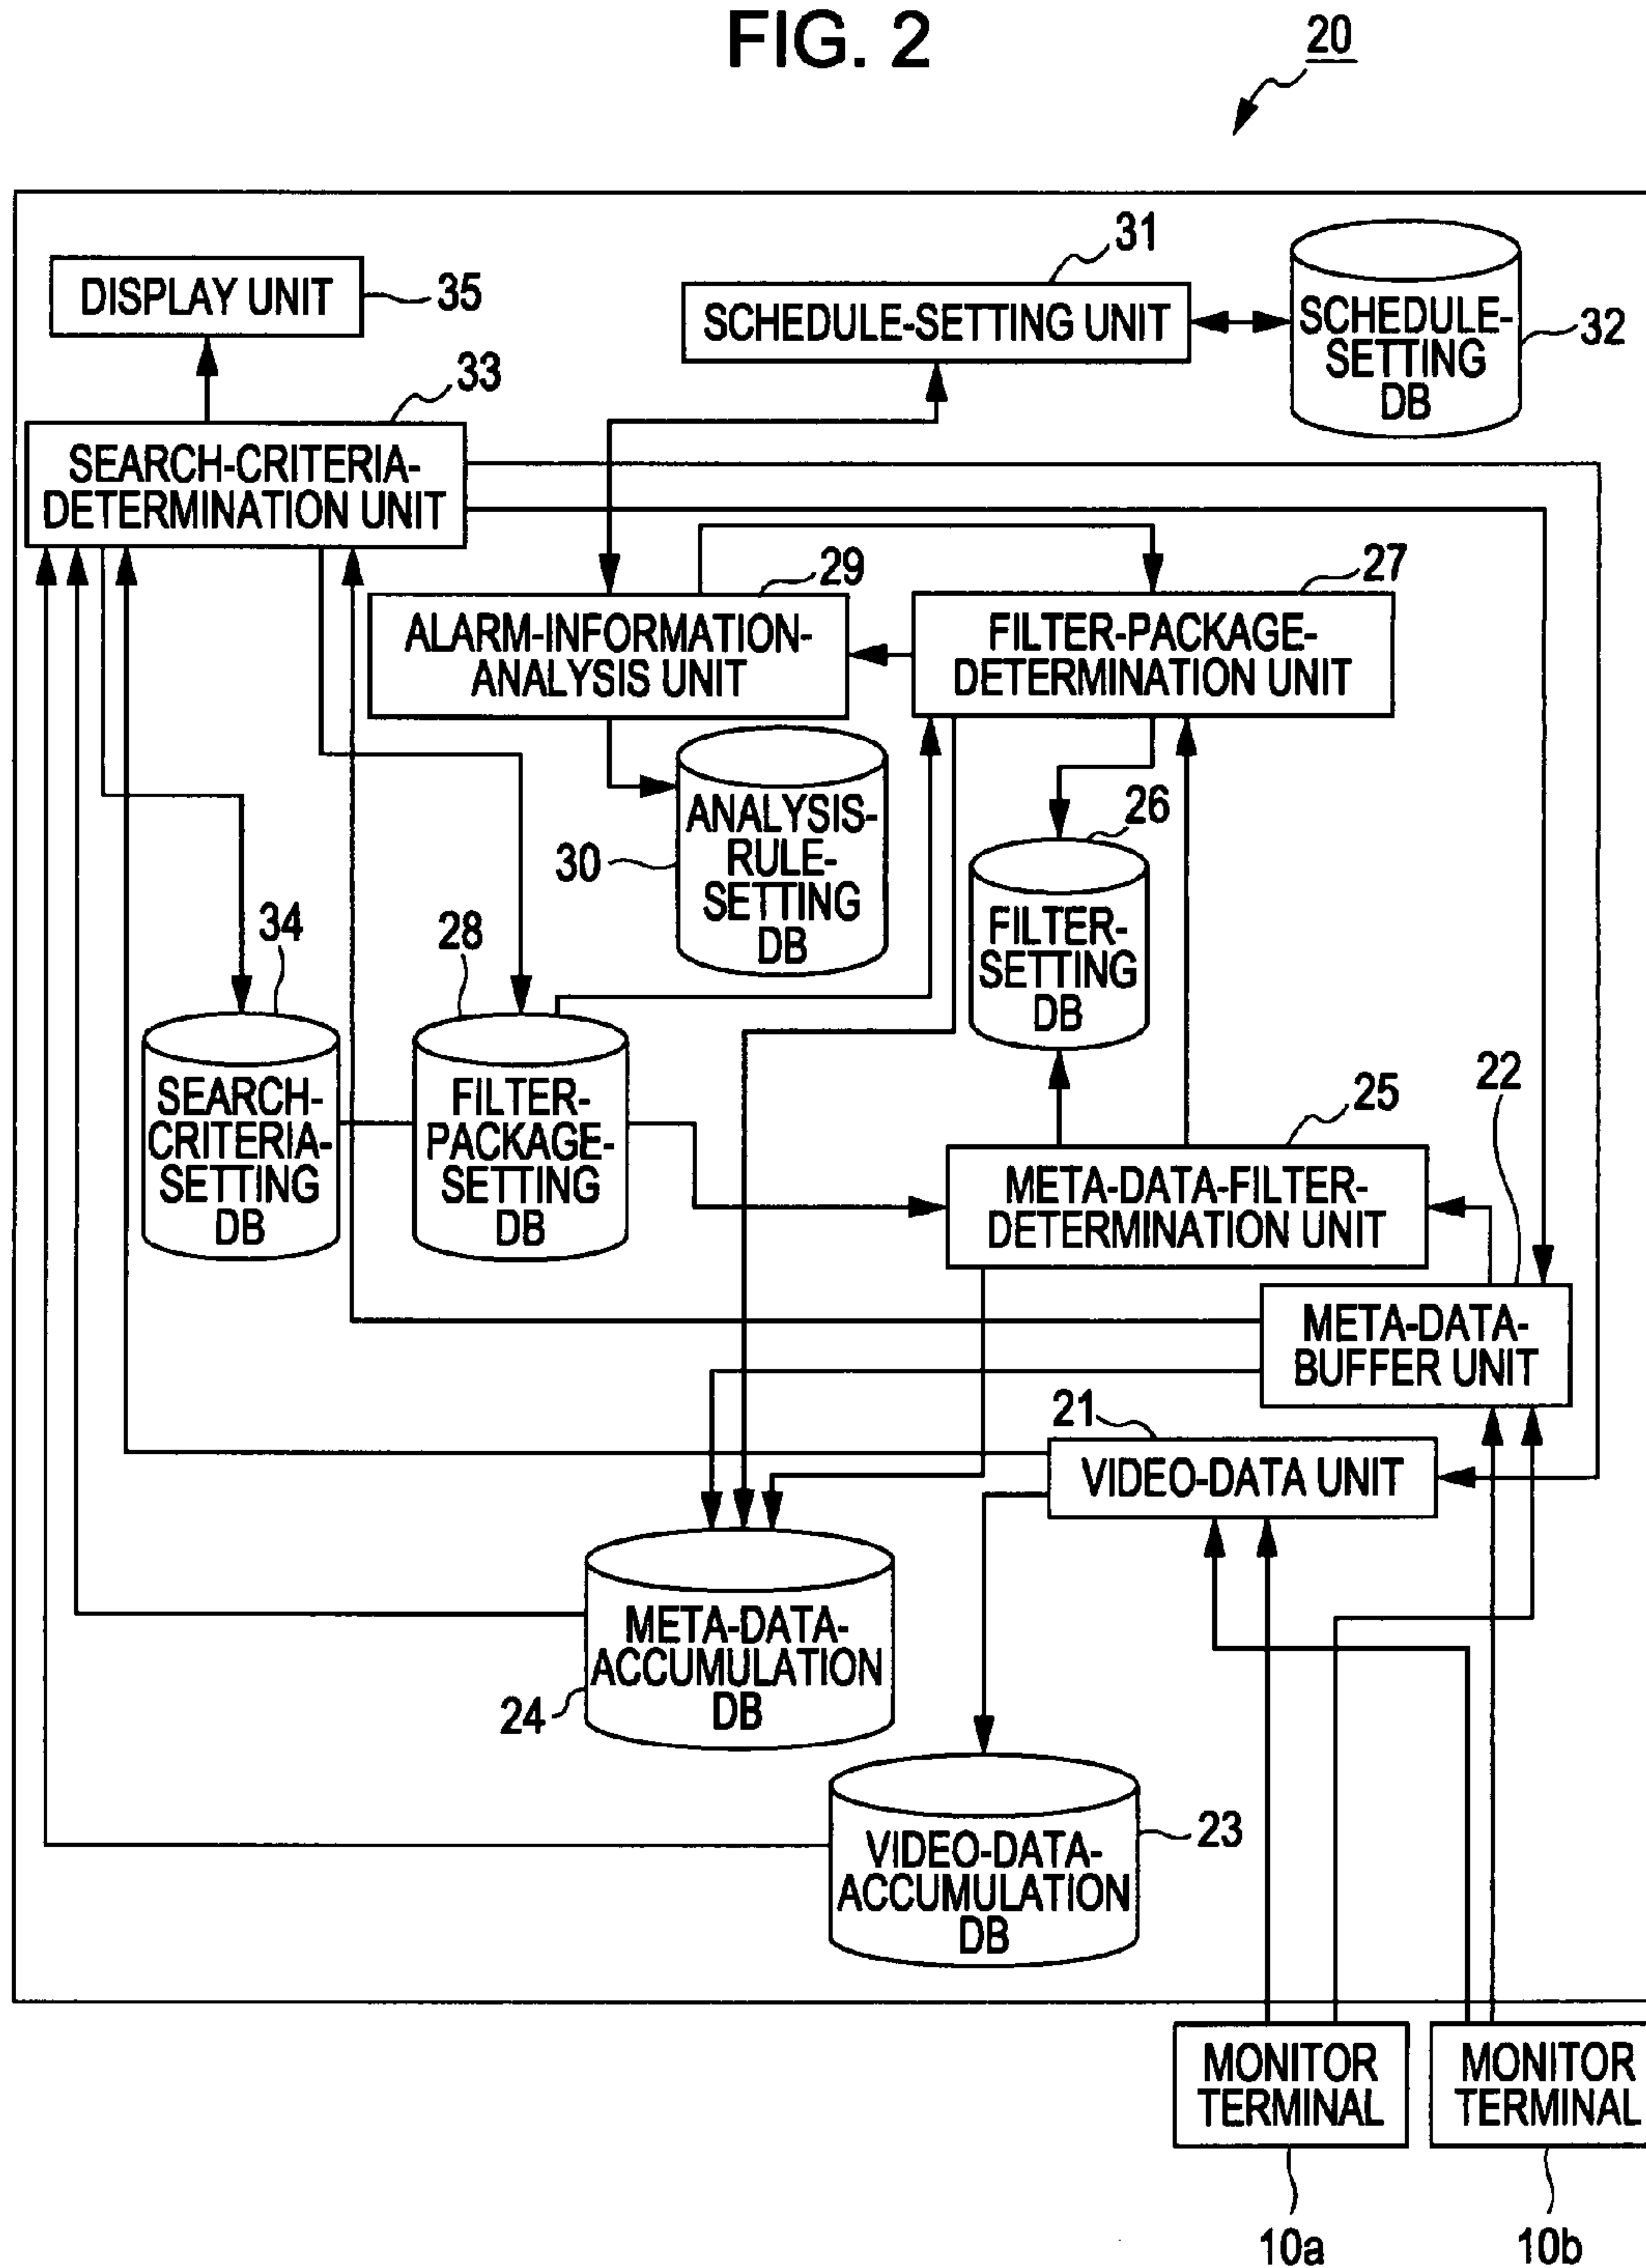 FIG. 2
20
31
DISPLAY UNIT
35
SCHEDULE-SETTING UNIT
SCHEDULE-
SETTING
DB
32
33
SEARCH-CRITERIA-
DETERMINATION UNIT
29
27
ALARM-INFORMATION-
ANALYSIS UNIT
FILTER-PACKAGE-
DETERMINATION UNIT
26
30
ANALYSIS-
RULE-
SETTING
DB
34
28
FILTER-
SETTING
DB
22
25
SEARCH-
CRITERIA-
SETTING
DB
FILTER-
PACKAGE-
SETTING
DB
META-DATA-FILTER-
DETERMINATION UNIT
META-DATA-
BUFFER UNIT
21
VIDEO-DATA UNIT
META-DATA-
ACCUMULATION
DB
24
23
VIDEO-DATA-
ACCUMULATION
DB
MONITOR
TERMINAL
MONITOR
TERMINAL
10a
10b